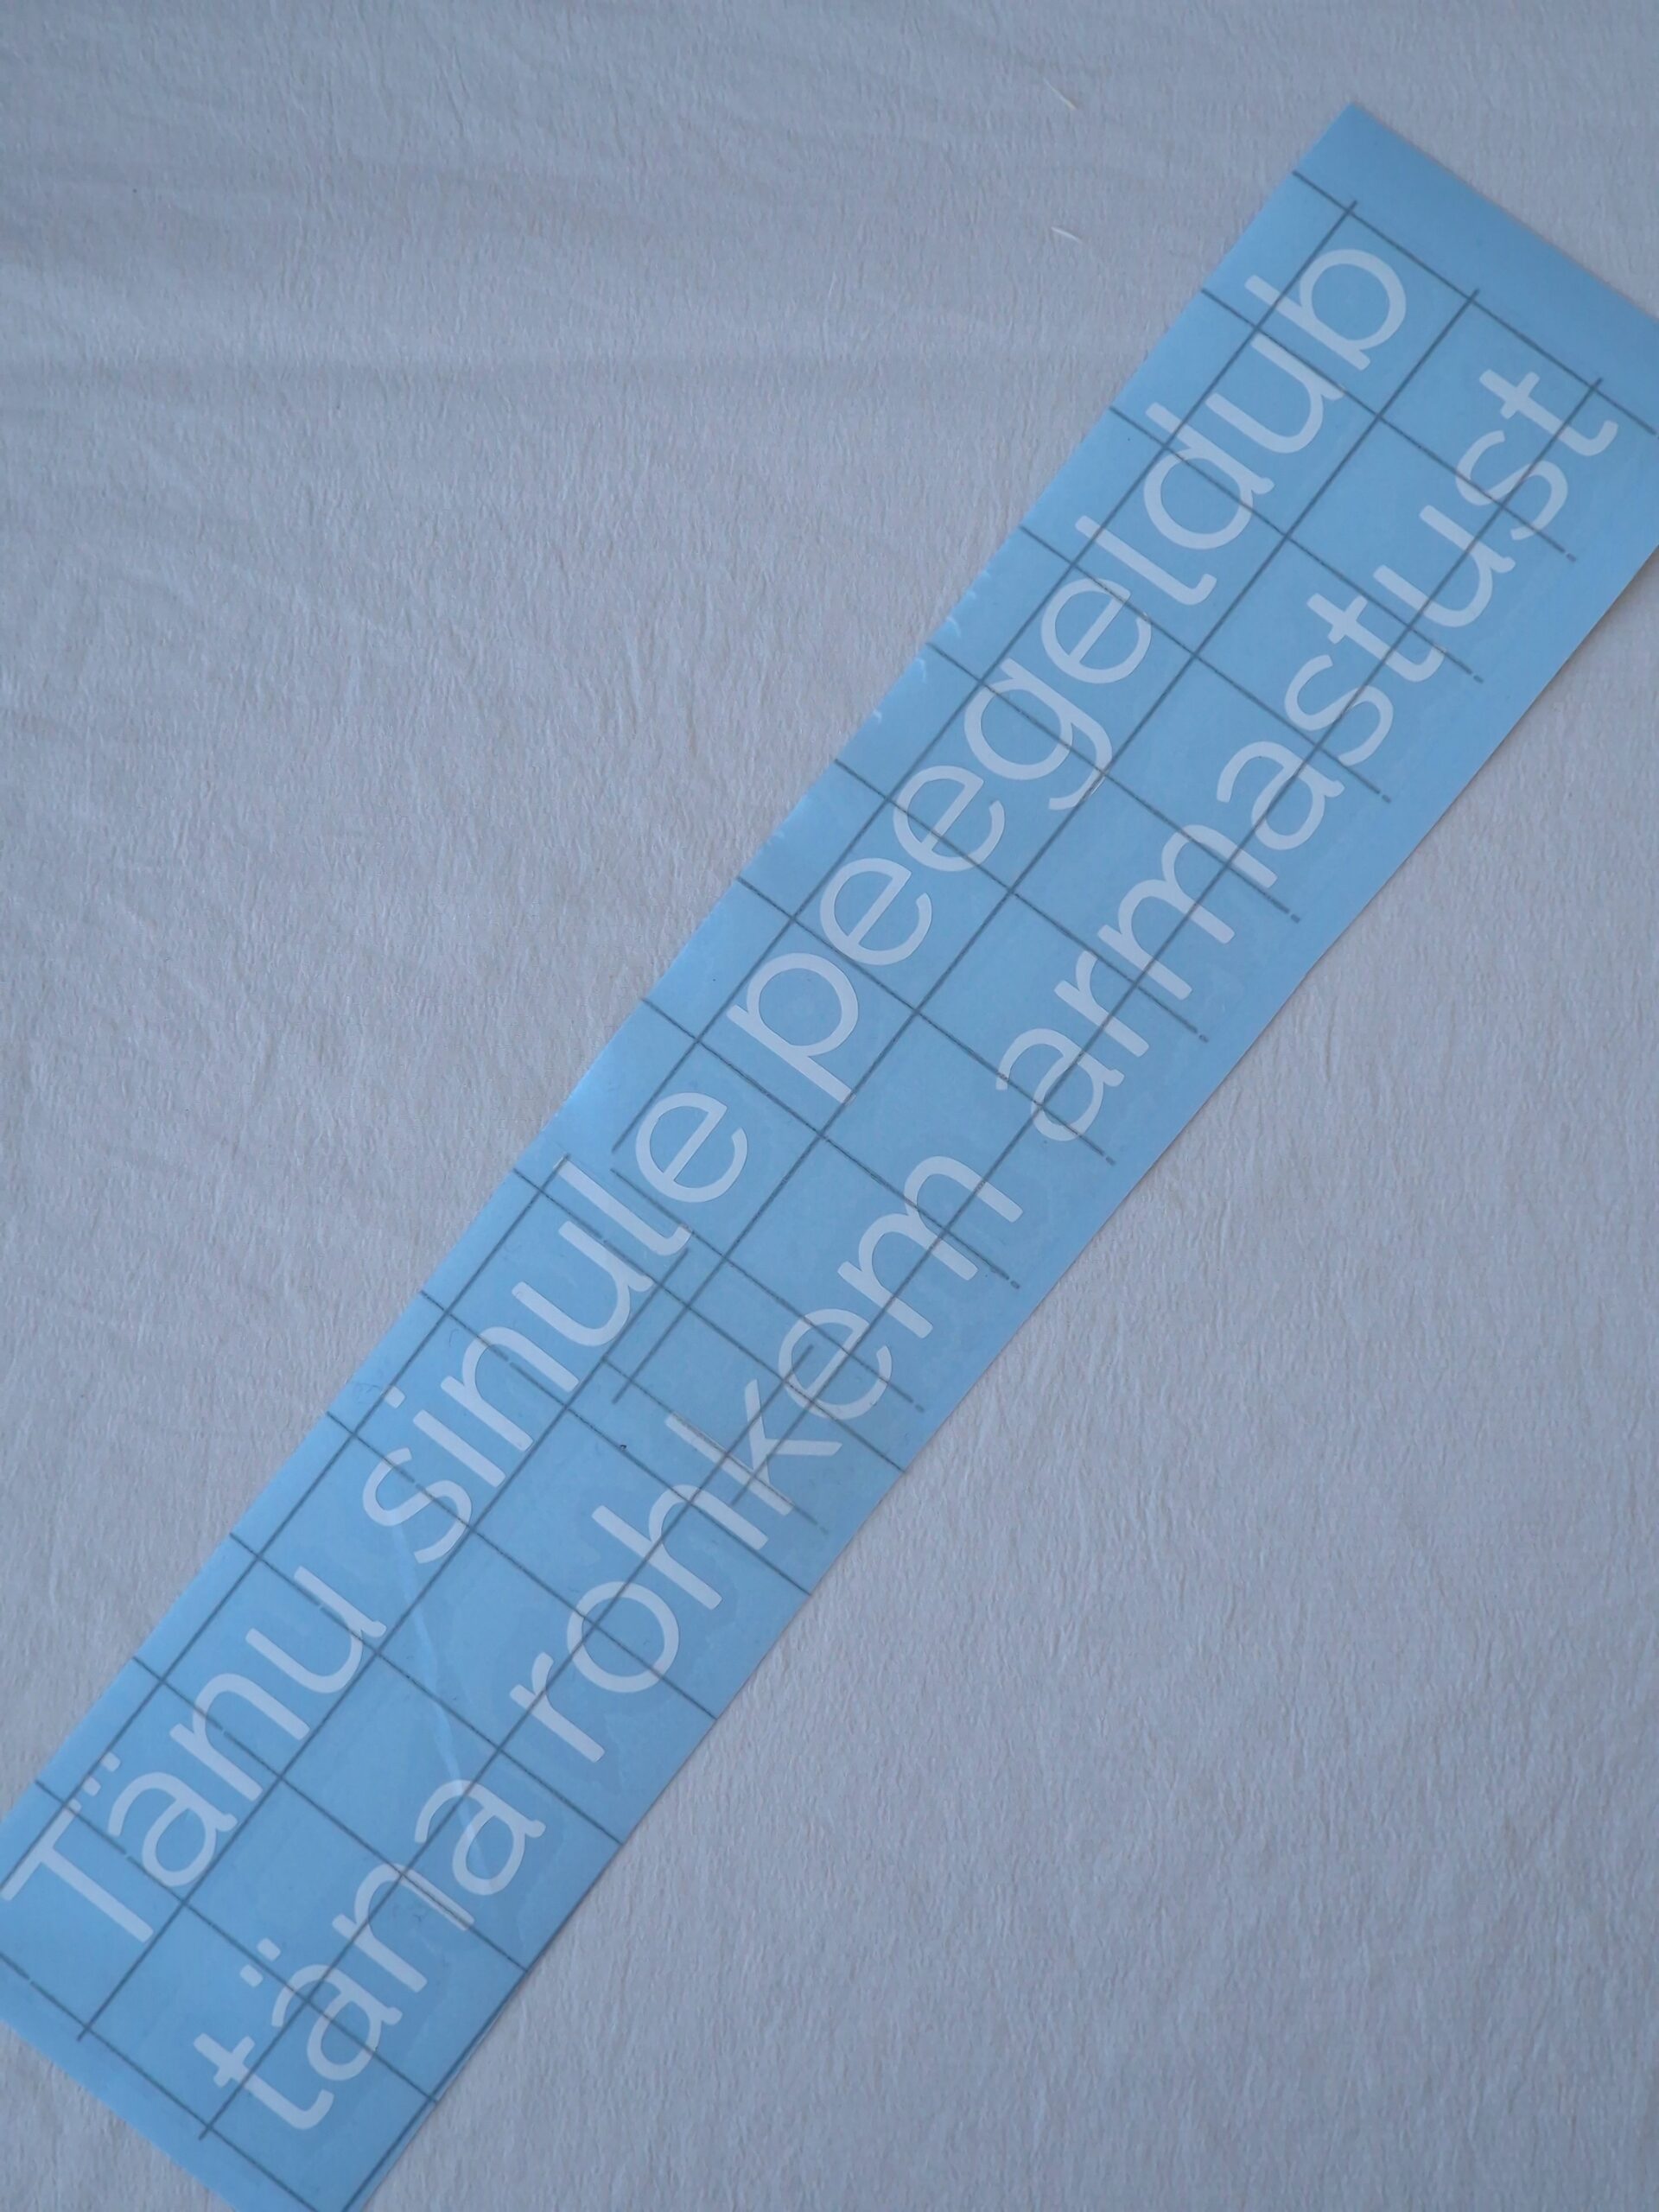 Tänu sinule peegeldub
täna rohkem armastust